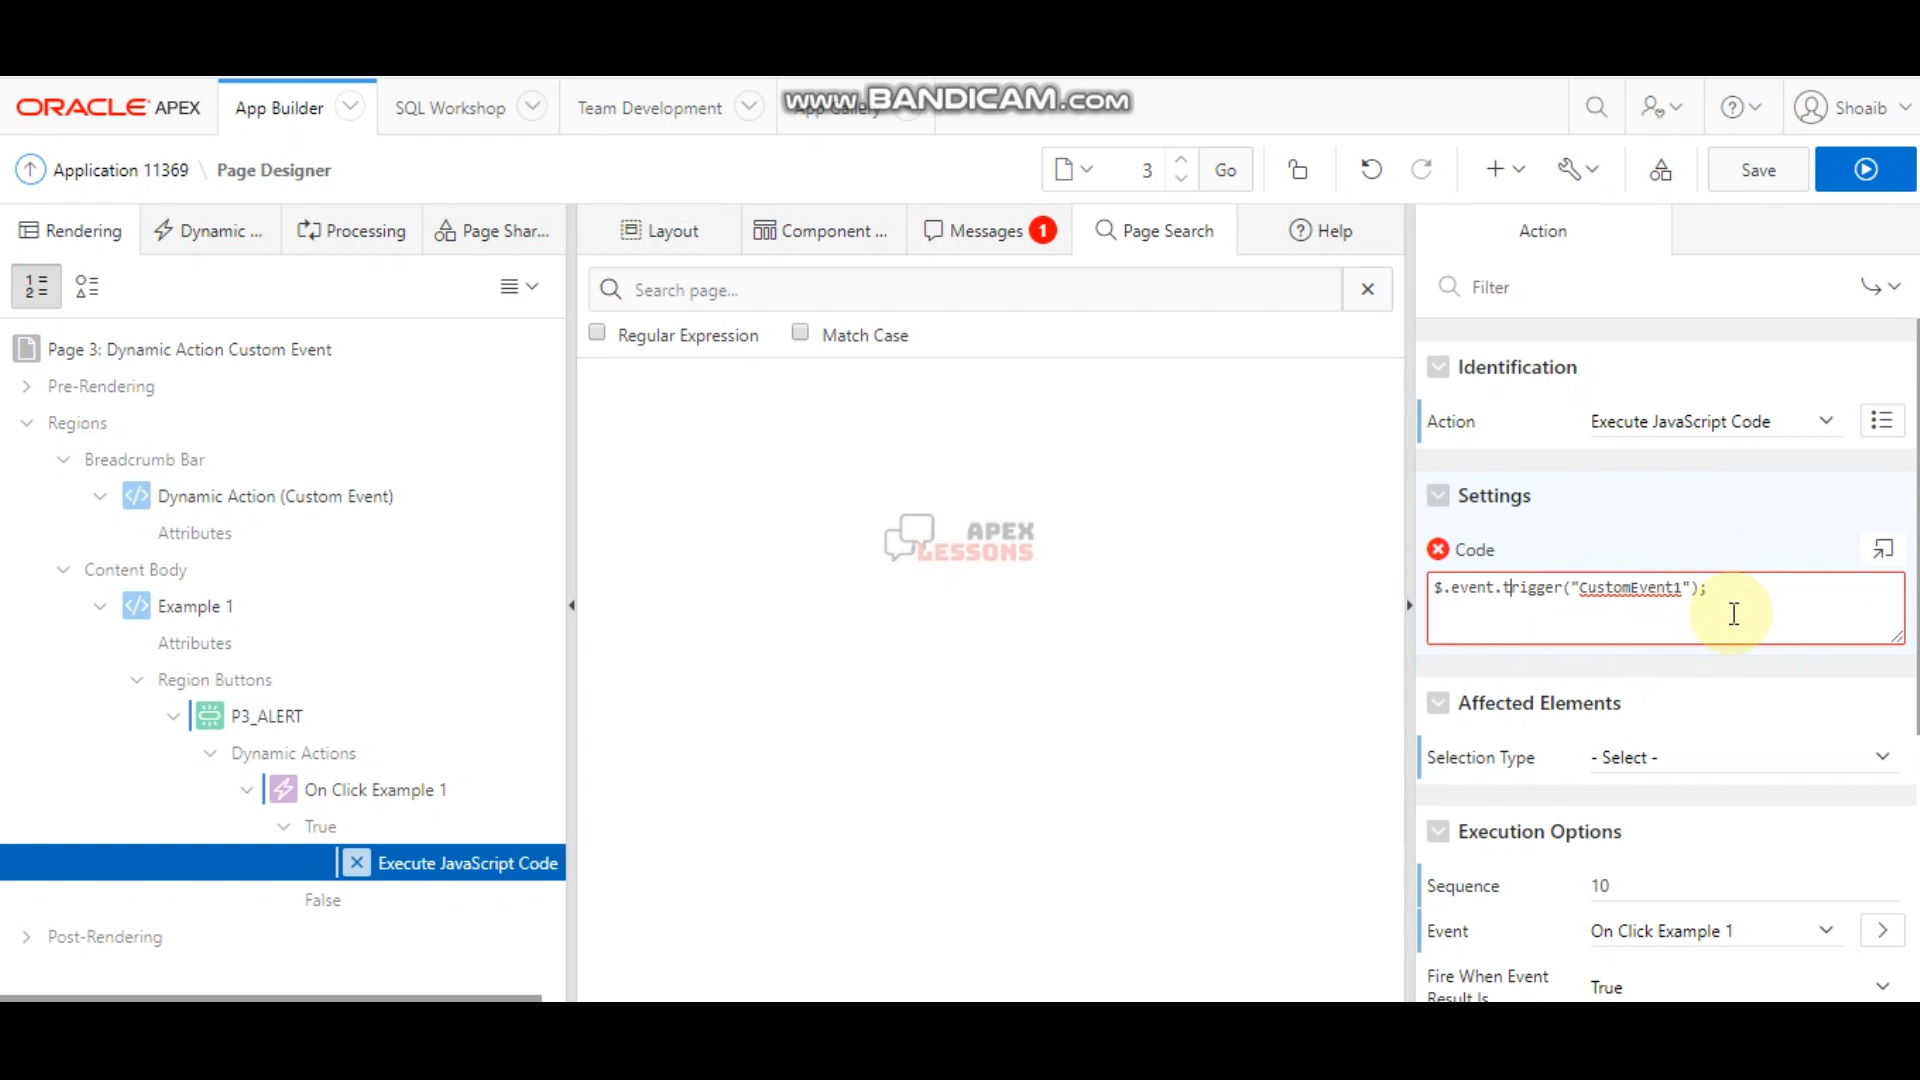 ORACLE APEX
App Builder
SQL Workshop
Team Development
App Gallery
www.BANDICAM.com
Shoaib
Application 11369 \ Page Designer
3
Go
Save
Rendering
Dynamic ...
Processing
Page Shar...
Layout
Component ...
Messages 1
Page Search
Help
Action
Search page...
Regular Expression
Match Case
Filter
Page 3: Dynamic Action Custom Event
Pre-Rendering
Regions
Breadcrumb Bar
Dynamic Action (Custom Event)
Attributes
Content Body
Example 1
Attributes
Region Buttons
P3_ALERT
Dynamic Actions
On Click Example 1
True
Execute JavaScript Code
False
Post-Rendering
APEX
LESSONS
Identification
Action
Execute JavaScript Code
Settings
Code
$.event.trigger("CustomEvent1");
Affected Elements
Selection Type
- Select -
Execution Options
Sequence
10
Event
On Click Example 1
Fire When Event
Result Is
True